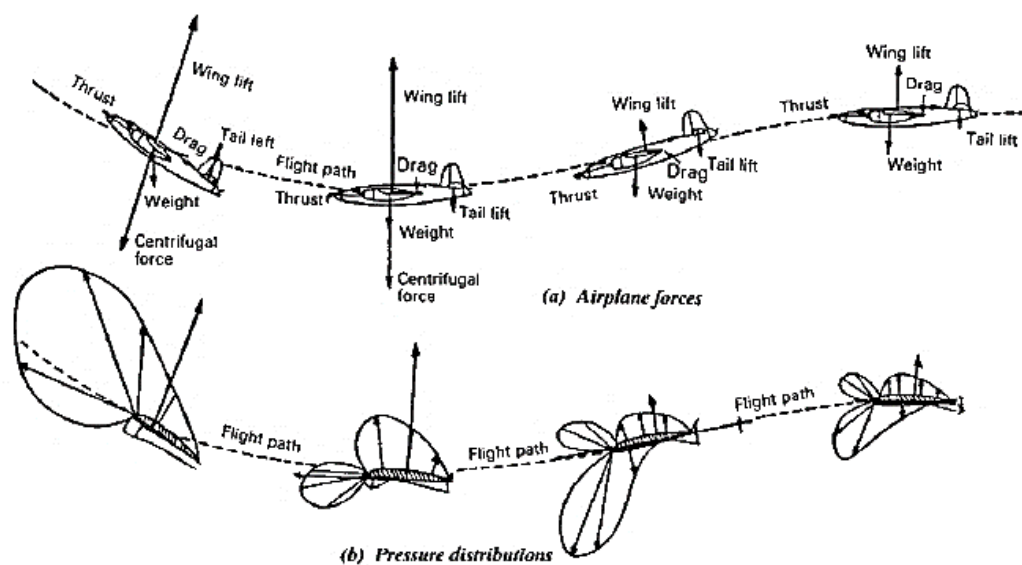 Wing lift
Thrust
Drag
Tail left
Weight
Centrifugal
force
Flight path
Wing lift
Drag
Thrust
Tail lift
Weight
Centrifugal
force
Wing lift
Thrust
Drag
Tail lift
Weight
Wing lift
Drag
Thrust
Tail lift
Weight
(a) Airplane forces
Flight path
Flight path
Flight path
(b) Pressure distributions